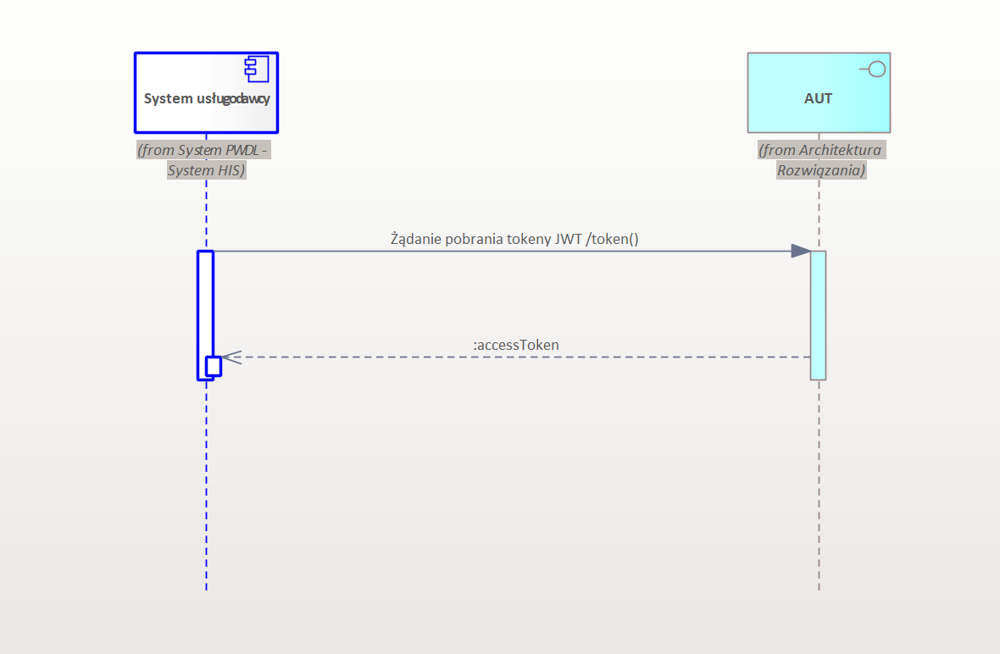 System usługodawcy
AUT
(from System PWDL -
System HIS)
(from Architektura
Rozwiązania)
Żądanie pobrania tokeny JWT /token()
:accessToken